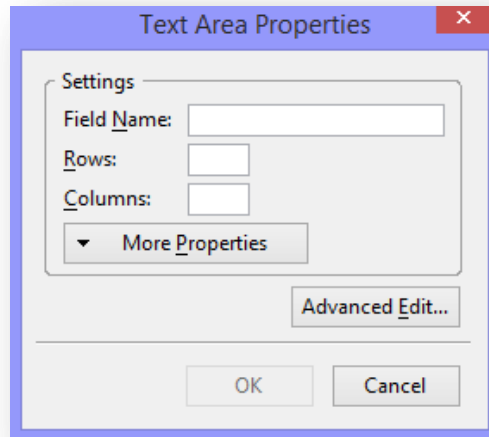 Text Area Properties
Settings
Field Name:
Rows:
Columns:
More Properties
Advanced Edit...
OK Cancel